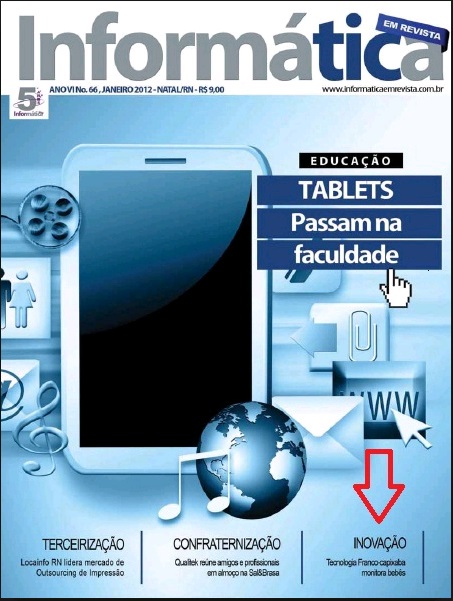 Informática
EM REVISTA
5
Informática
ANO VI No. 66 , JANEIRO 2012 - NATAL/RN - R$ 9,00
www.informaticaemrevista.com.br
EDUCAÇÃO
TABLETS
Passam na
faculdade
@
WWW
TERCEIRIZAÇÃO
Locainfo RN lidera mercado de
Outsourcing de Impressão
CONFRATERNIZAÇÃO
Qualitek reúne amigos e profissionais
em almoço na Sal&Brasa
INOVAÇÃO
Tecnologia Franco-capixaba
monitora bebês